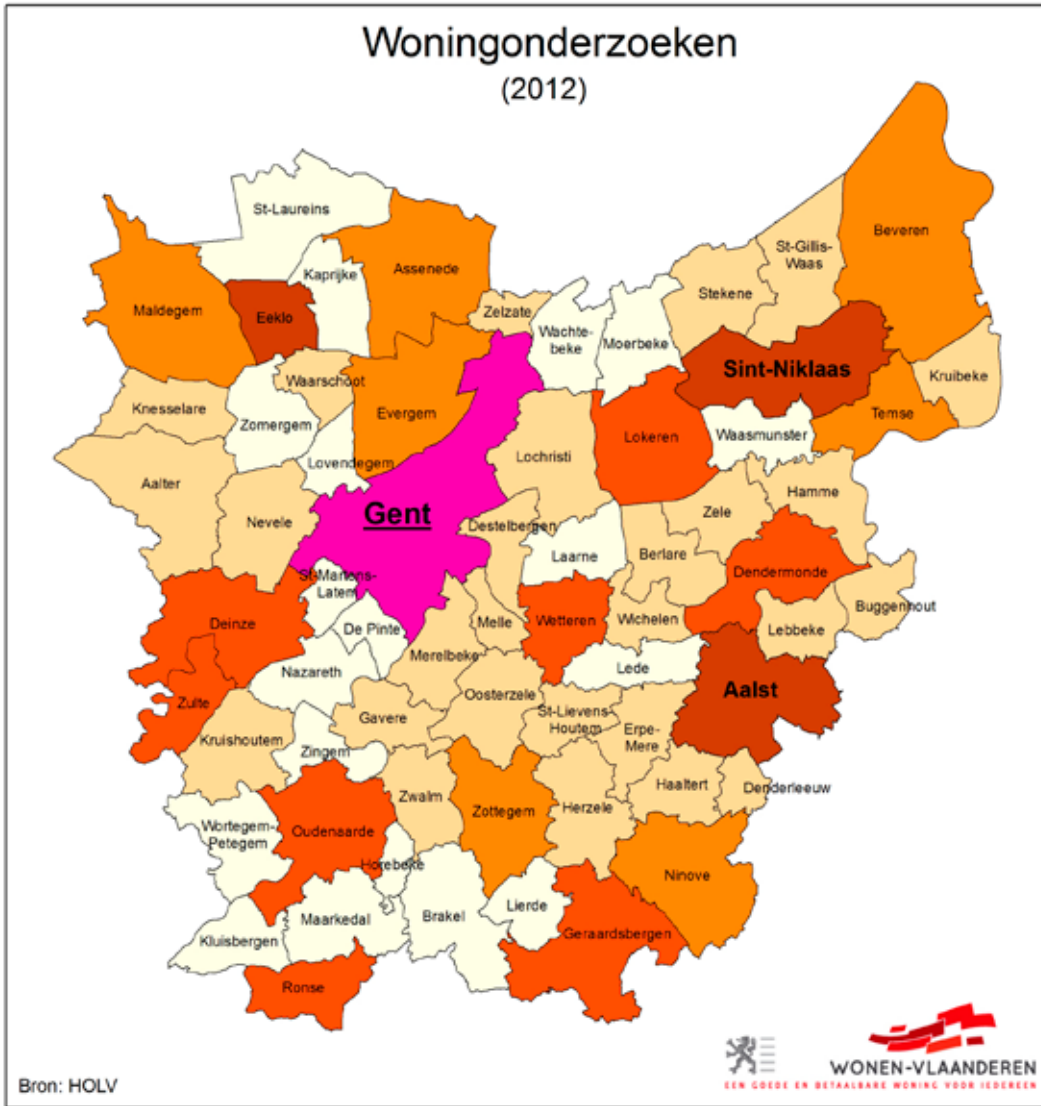 Woningonderzoeken
(2012)
St-Laureins
Beveren
St-Gillis-
Waas
Assenede
Kaprijke
Stekene
Maldegem
Eeklo
Zelzate
Wachte-
beke
Moerbeke
Sint-Niklaas
Kruibeke
Waarschoot
Knesselare
Evergem
Temse
Zomergem
Lokeren
Waasmunster
Lovendegem
Lochristi
Aalter
Hamme
Nevele
Gent
Zele
Destelbergen
Laarne
Berlare
Dendermonde
St-Martens-
Latem
Buggenhout
Deinze
De Pinte
Melle
Wetteren
Wichelen
Lebbeke
Merelbeke
Nazareth
Lede
Aalst
Zulte
Oosterzele
Gavere
St-Lievens-
Houtem
Erpe-
Mere
Kruishoutem
Zingem
Haaltert
Denderleeuw
Zwalm
Zottegem
Herzele
Wortegem-
Petegem
Oudenaarde
Horebeke
Ninove
Lierde
Maarkedal
Brakel
Geraardsbergen
Kluisbergen
Ronse
WONEN-VLAANDEREN
EEN GOEDE EN BETAALBARE WONING VOOR IEDEREEN
Bron: HOLV